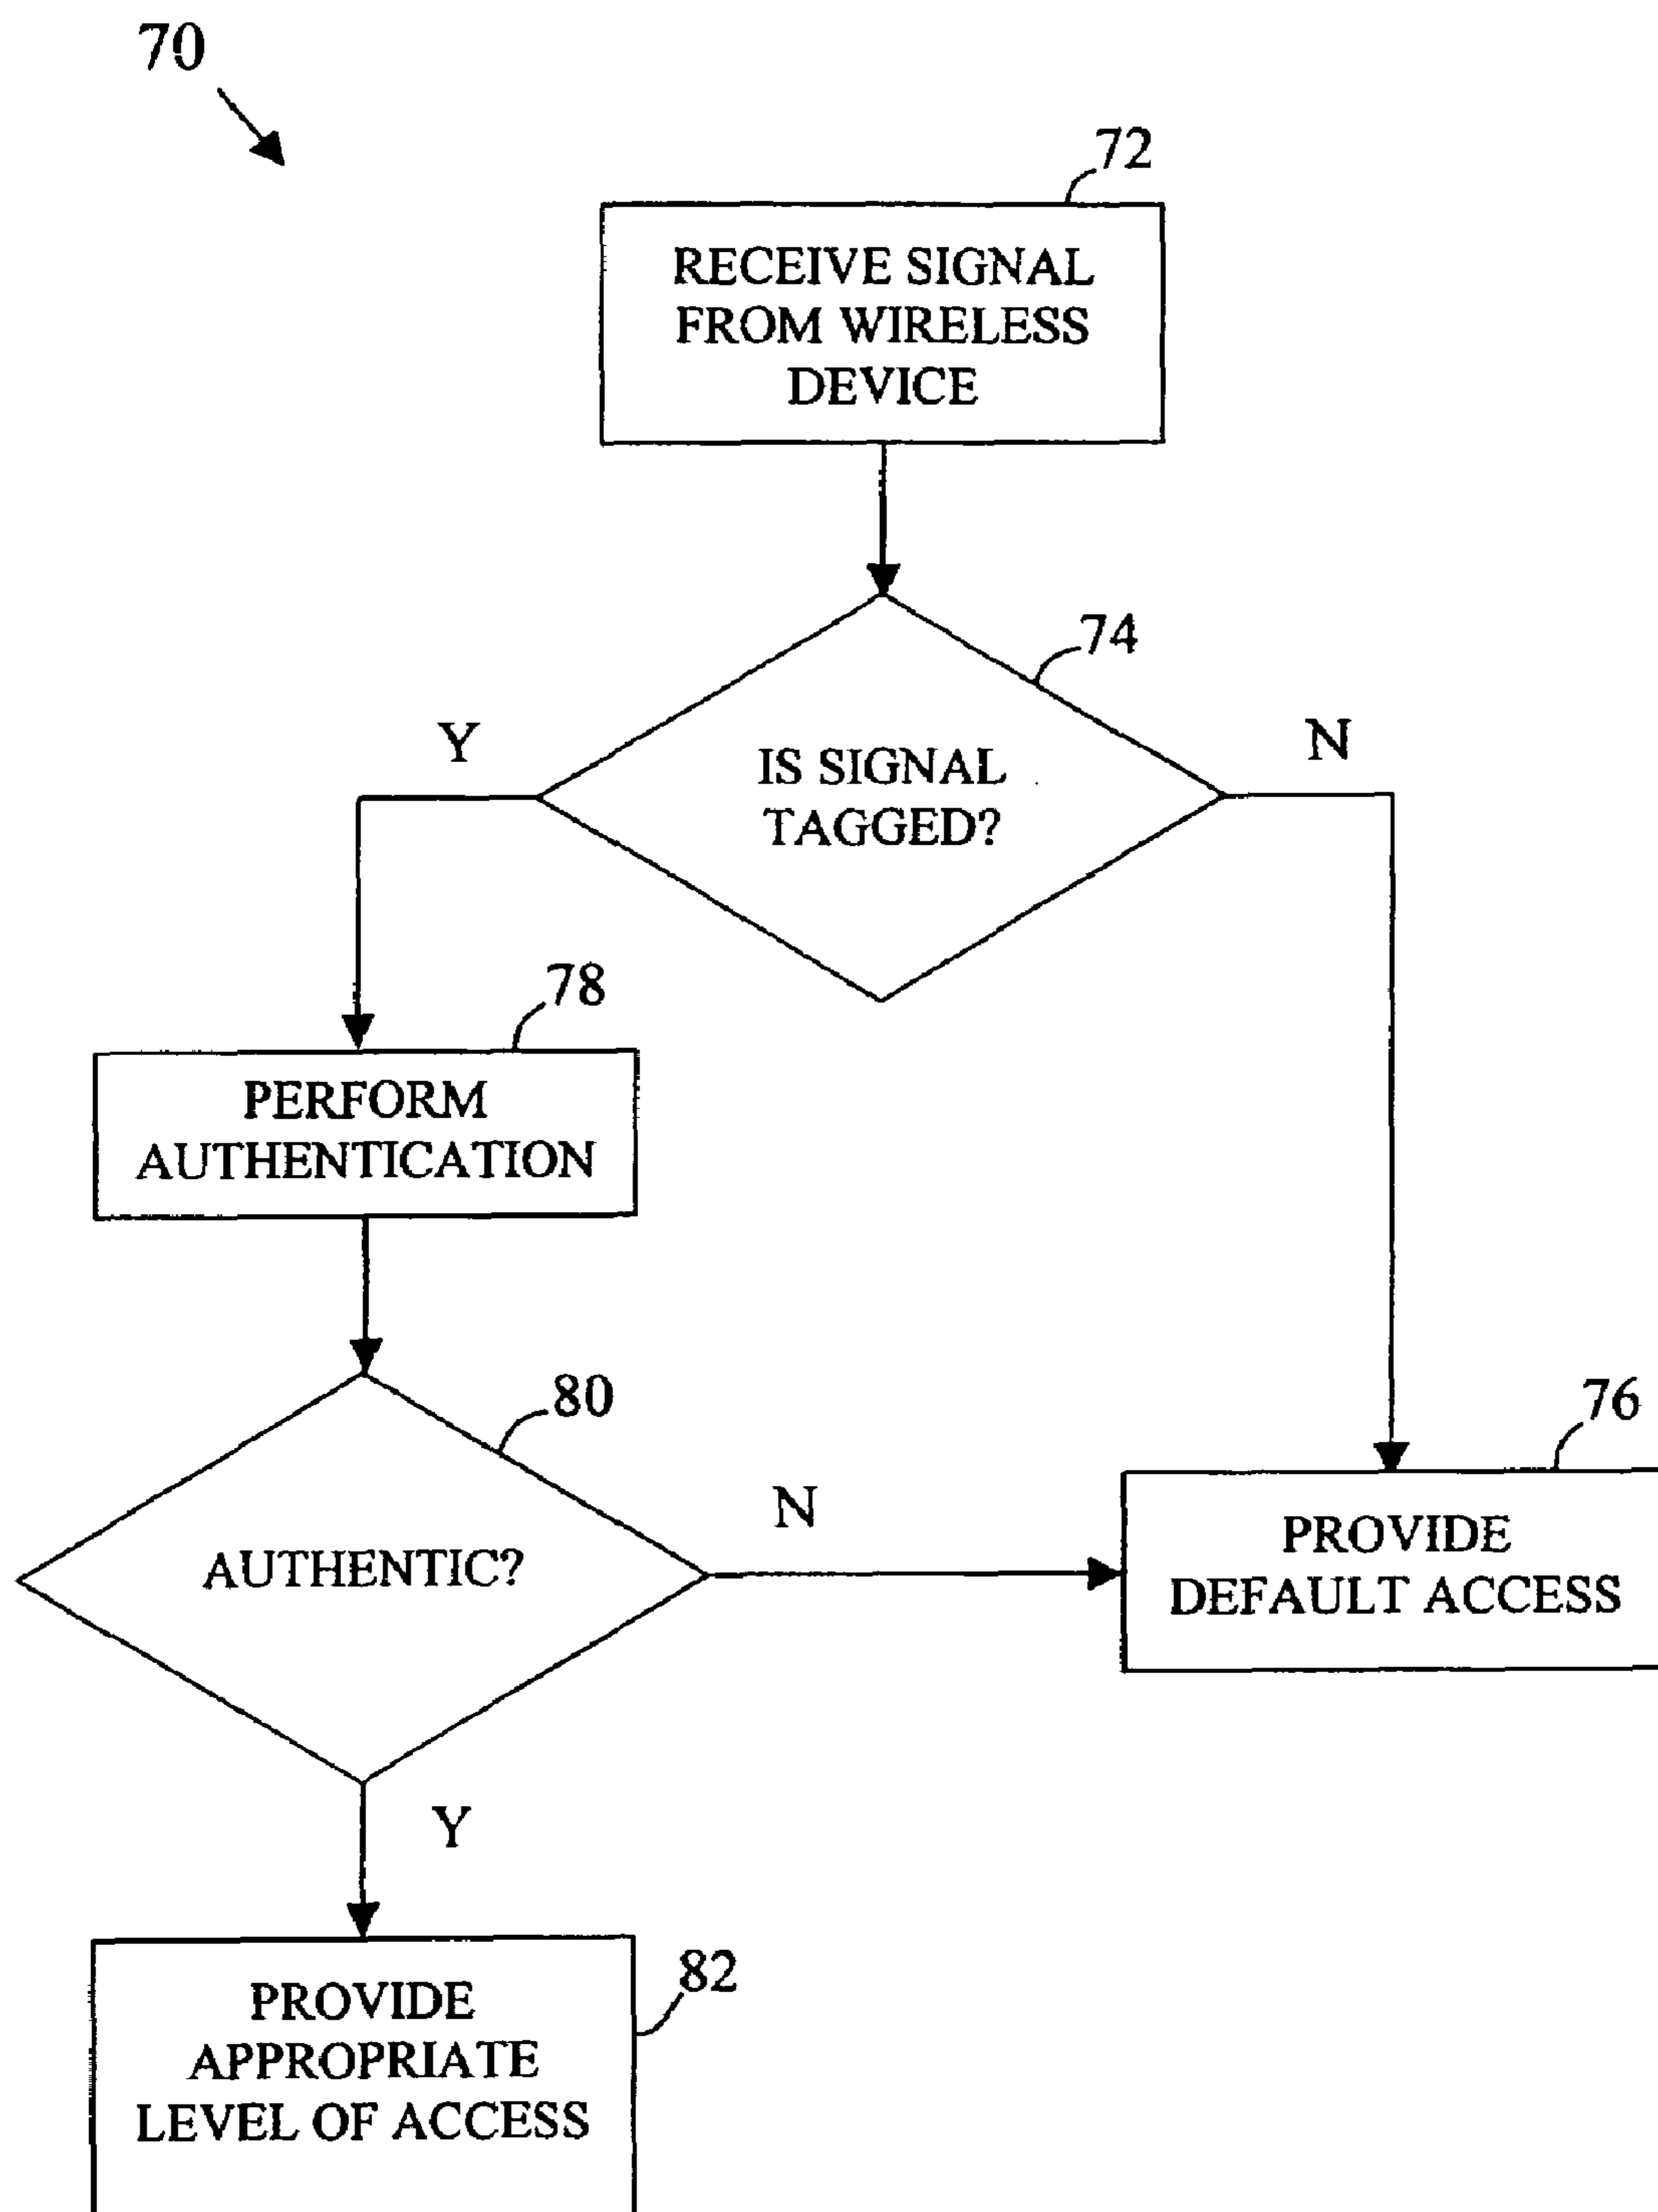 70
72
RECEIVE SIGNAL
FROM WIRELESS
DEVICE
74
Y
N
IS SIGNAL
TAGGED?
78
PERFORM
AUTHENTICATION
80
76
N
AUTHENTIC?
PROVIDE
DEFAULT ACCESS
Y
82
PROVIDE
APPROPRIATE
LEVEL OF ACCESS